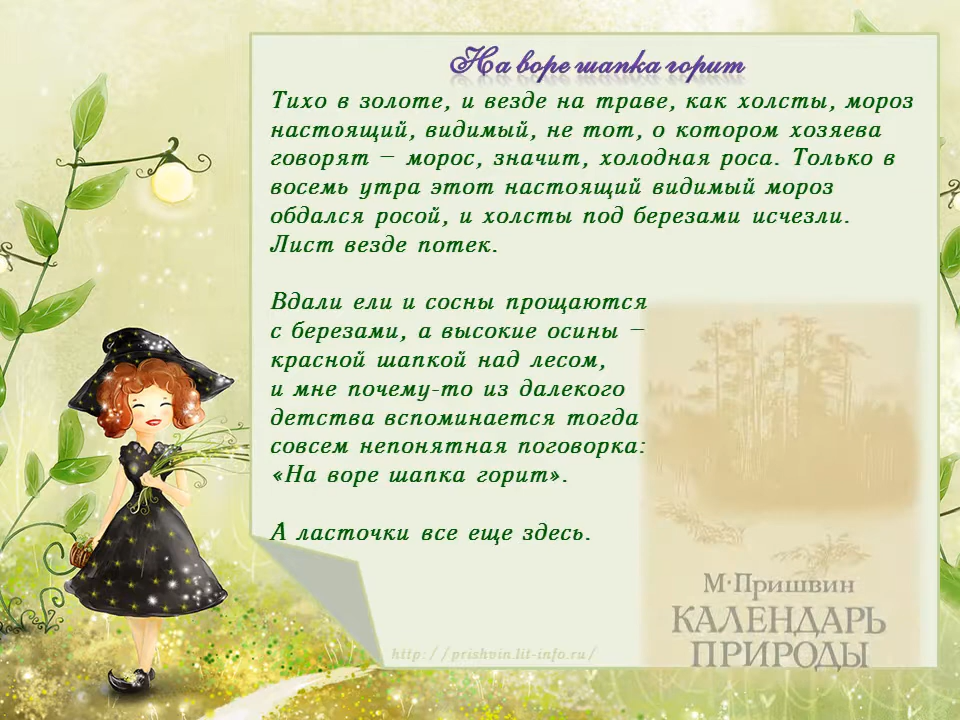 На воре шапка горит
Тихо в золоте, и везде на траве, как холсты, мороз
настоящий, видимый, не тот, о котором хозяева
говорят – морос, значит, холодная роса. Только в
восемь утра этот настоящий видимый мороз
обдался росой, и холсты под березами исчезли.
Лист везде потек.
Вдали ели и сосны прощаются
с березами, а высокие осины –
красной шапкой над лесом,
и мне почему-то из далекого
детства вспоминается тогда
совсем непонятная поговорка:
«На воре шапка горит».
А ласточки все еще здесь.
М·Пришвин
КАЛЕНДАРЬ
ПРИРОДЫ
http://prishvin.lit-info.ru/